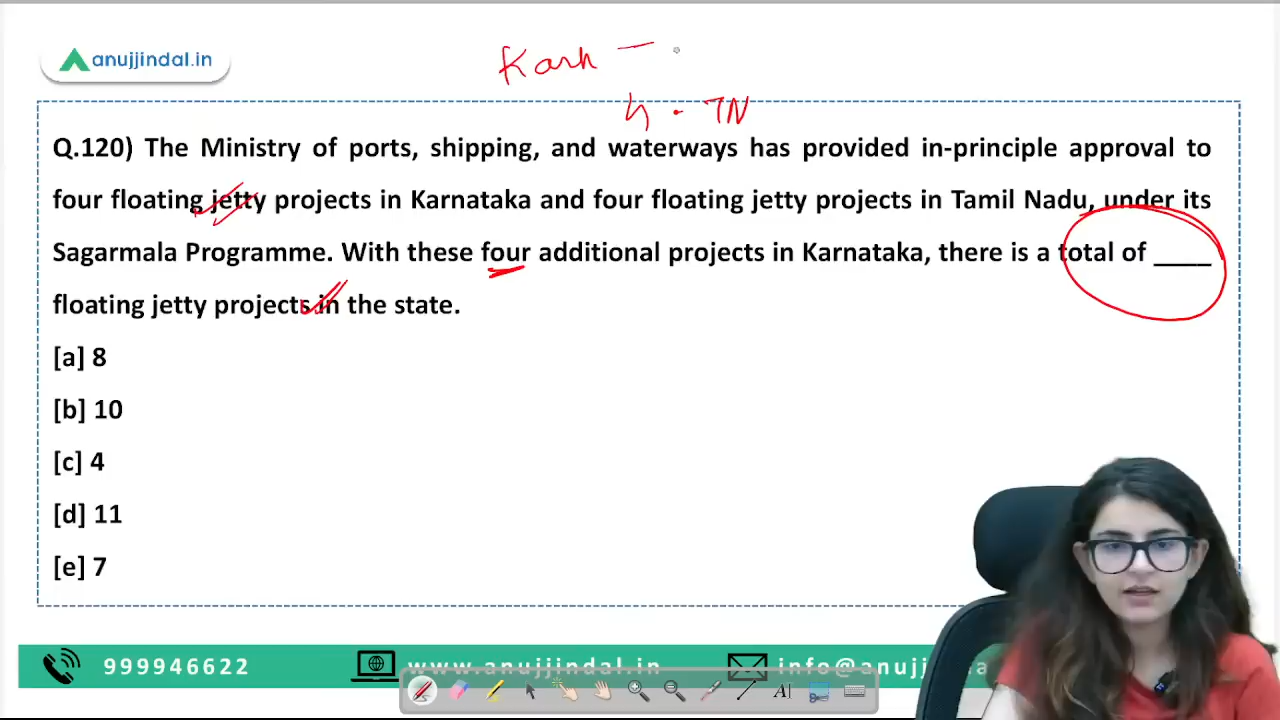 anujjindal.in
Karn —
4 . TN
Q.120) The Ministry of ports, shipping, and waterways has provided in-principle approval to
four floating jetty projects in Karnataka and four floating jetty projects in Tamil Nadu, under its
Sagarmala Programme. With these four additional projects in Karnataka, there is a total of ____
floating jetty projects in the state.
[a] 8
[b] 10
[c] 4
[d] 11
[e] 7
999946622
www.anujjindal.in
info@anujj